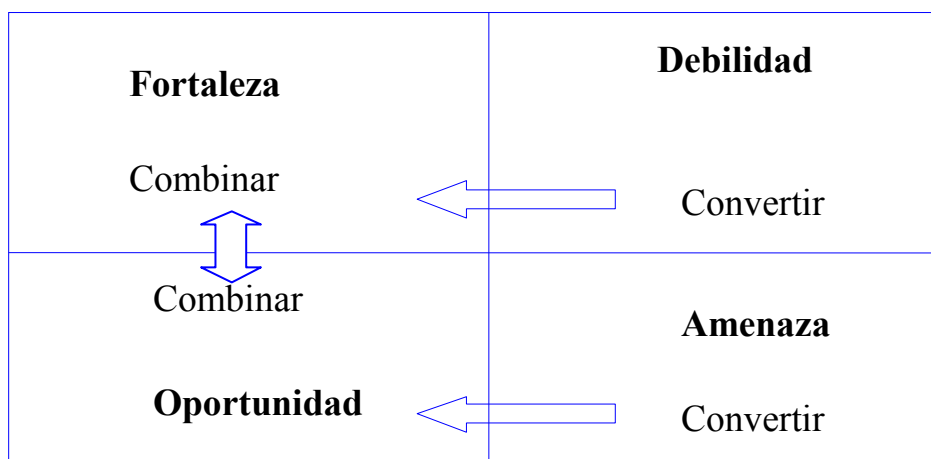 Fortaleza
Debilidad
Combinar
Convertir
Combinar
Amenaza
Oportunidad
Convertir